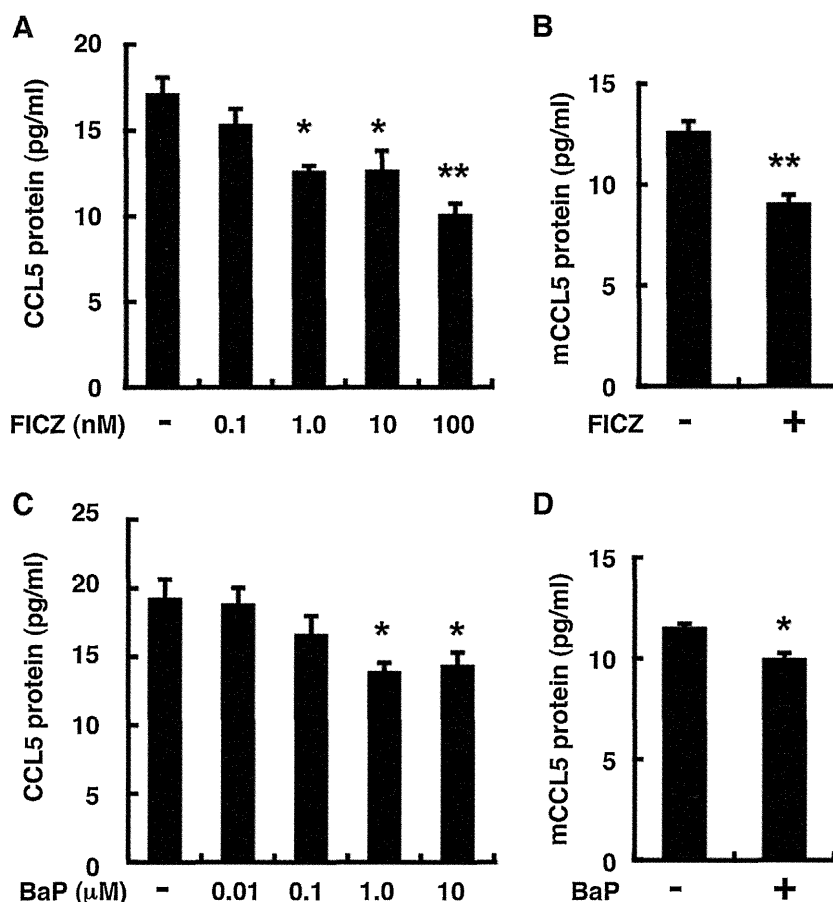 A
CCL5 protein (pg/ml)
20
15
10
5
0
* * **
FICZ (nM) - 0.1 1.0 10 100
B
mCCL5 protein (pg/ml)
15
10
5
0
**
FICZ - +
C
CCL5 protein (pg/ml)
25
20
15
10
5
0
* *
BaP (μM) - 0.01 0.1 1.0 10
D
mCCL5 protein (pg/ml)
15
10
5
0
*
BaP - +